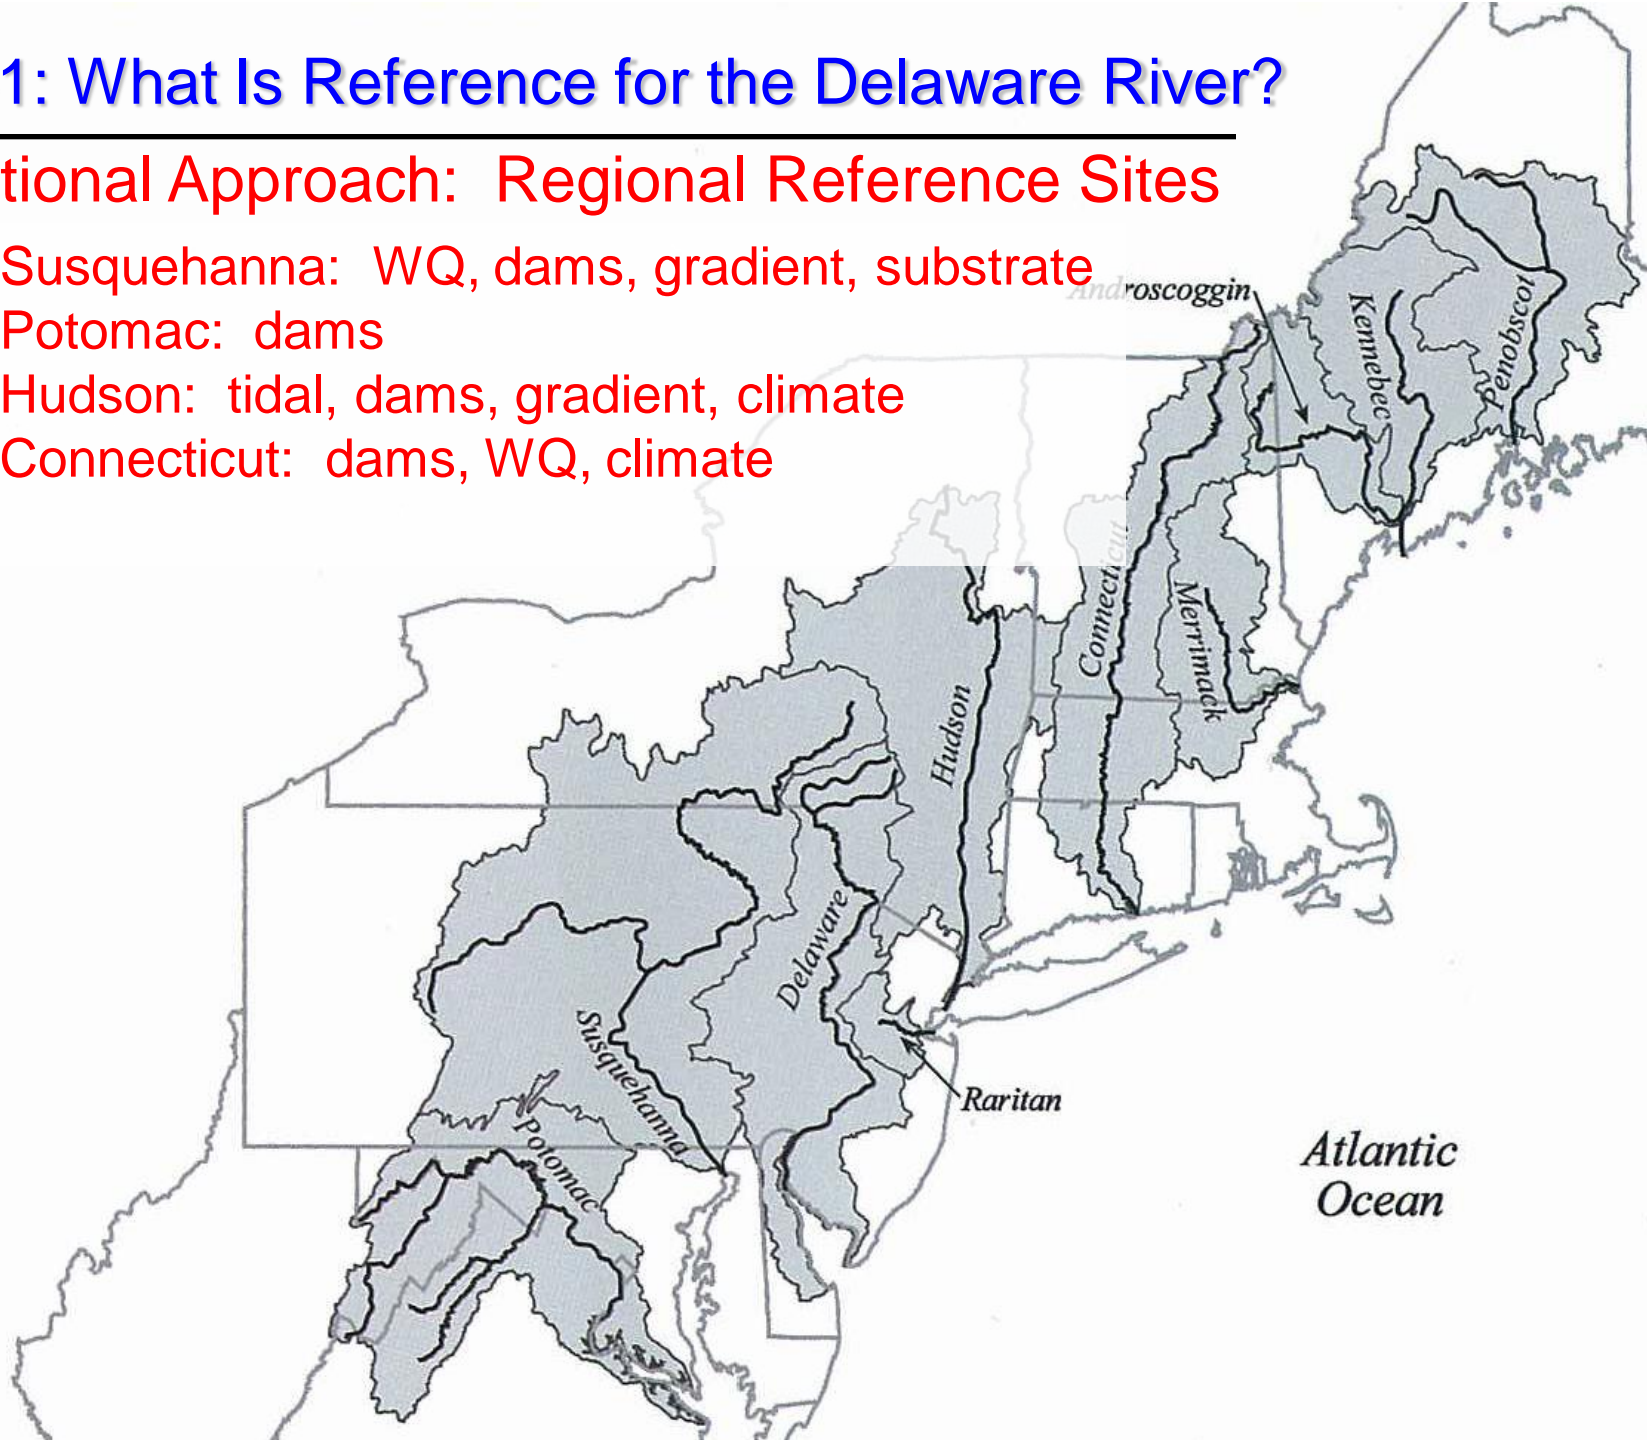 1: What Is Reference for the Delaware River?
tional Approach: Regional Reference Sites
Susquehanna: WQ, dams, gradient, substrate
Potomac: dams
Hudson: tidal, dams, gradient, climate
Connecticut: dams, WQ, climate
Androscoggin
Kennebec
Penobscot
Connecticut
Merrimack
Hudson
Delaware
Susquehanna
Raritan
Potomac
Atlantic
Ocean